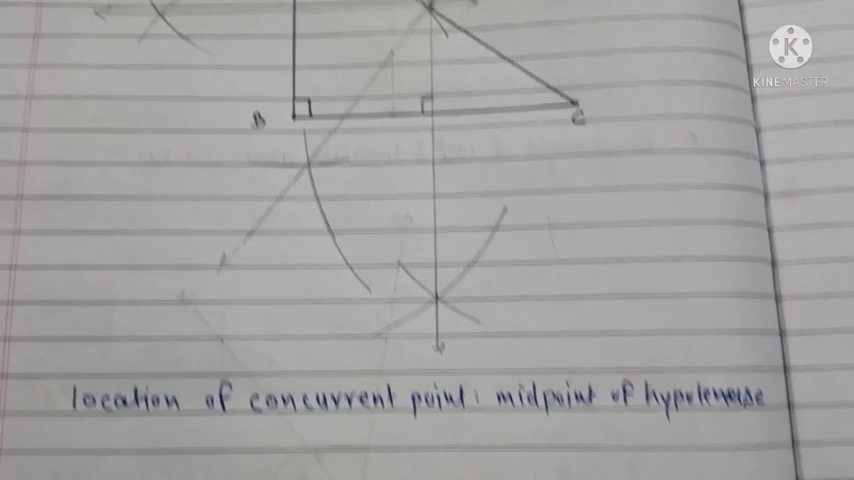 K
KINEMASTER
B
C
location of concurrent point: midpoint of hypotenuse